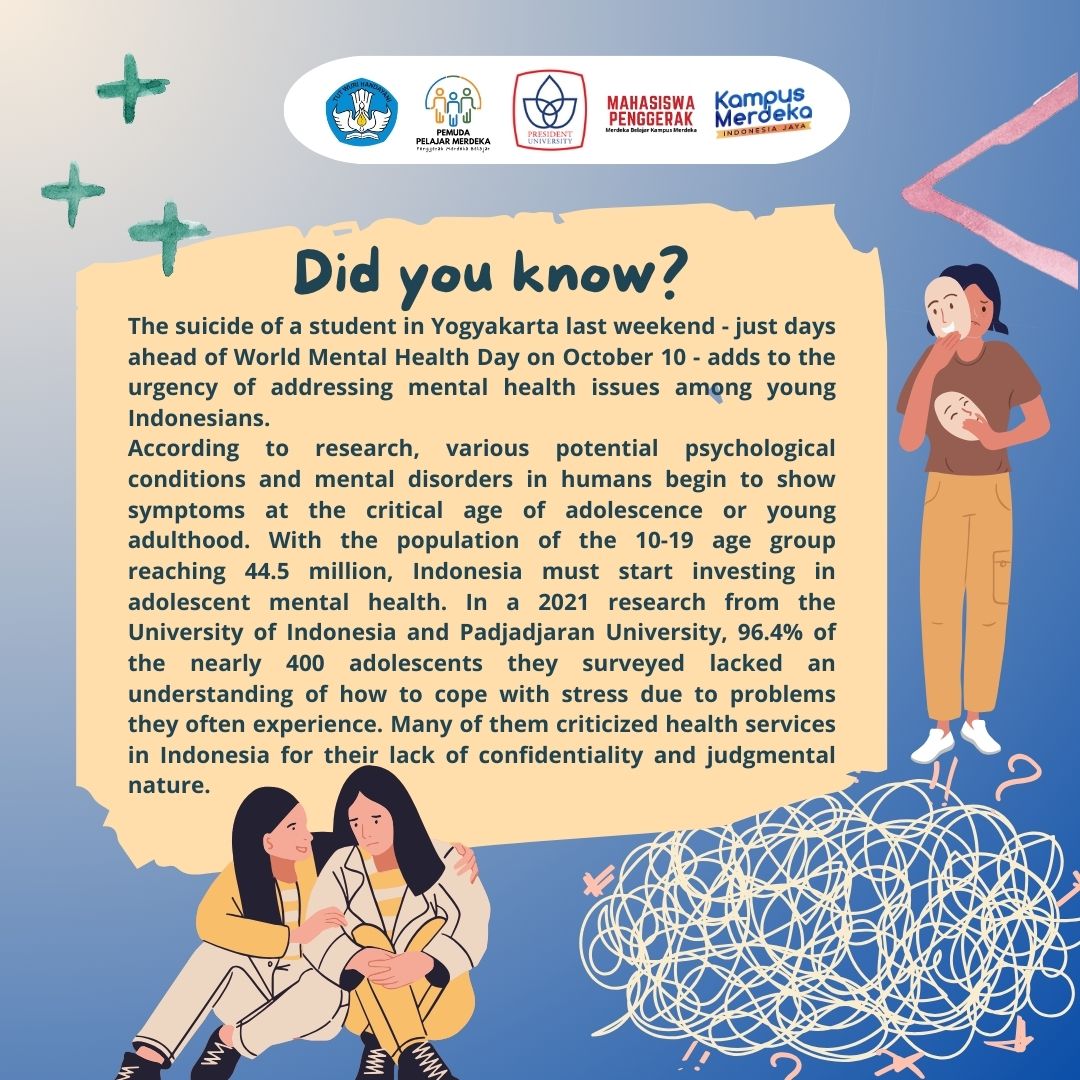 TUT WURI HANDAYANI
PEMUDA
PELAJAR MERDEKA
Penggerak Merdeka Belajar
PRESIDENT
UNIVERSITY
MAHASISWA
PENGGERAK
Merdeka Belajar Kampus Merdeka
Kampus
Merdeka
INDONESIA JAYA
Did you know?
The suicide of a student in Yogyakarta last weekend - just days
ahead of World Mental Health Day on October 10 - adds to the
urgency of addressing mental health issues among young
Indonesians.
According to research, various potential psychological
conditions and mental disorders in humans begin to show
symptoms at the critical age of adolescence or young
adulthood. With the population of the 10-19 age group
reaching 44.5 million, Indonesia must start investing in
adolescent mental health. In a 2021 research from the
University of Indonesia and Padjadjaran University, 96.4% of
the nearly 400 adolescents they surveyed lacked an
understanding of how to cope with stress due to problems
they often experience. Many of them criticized health services
in Indonesia for their lack of confidentiality and judgmental
nature.